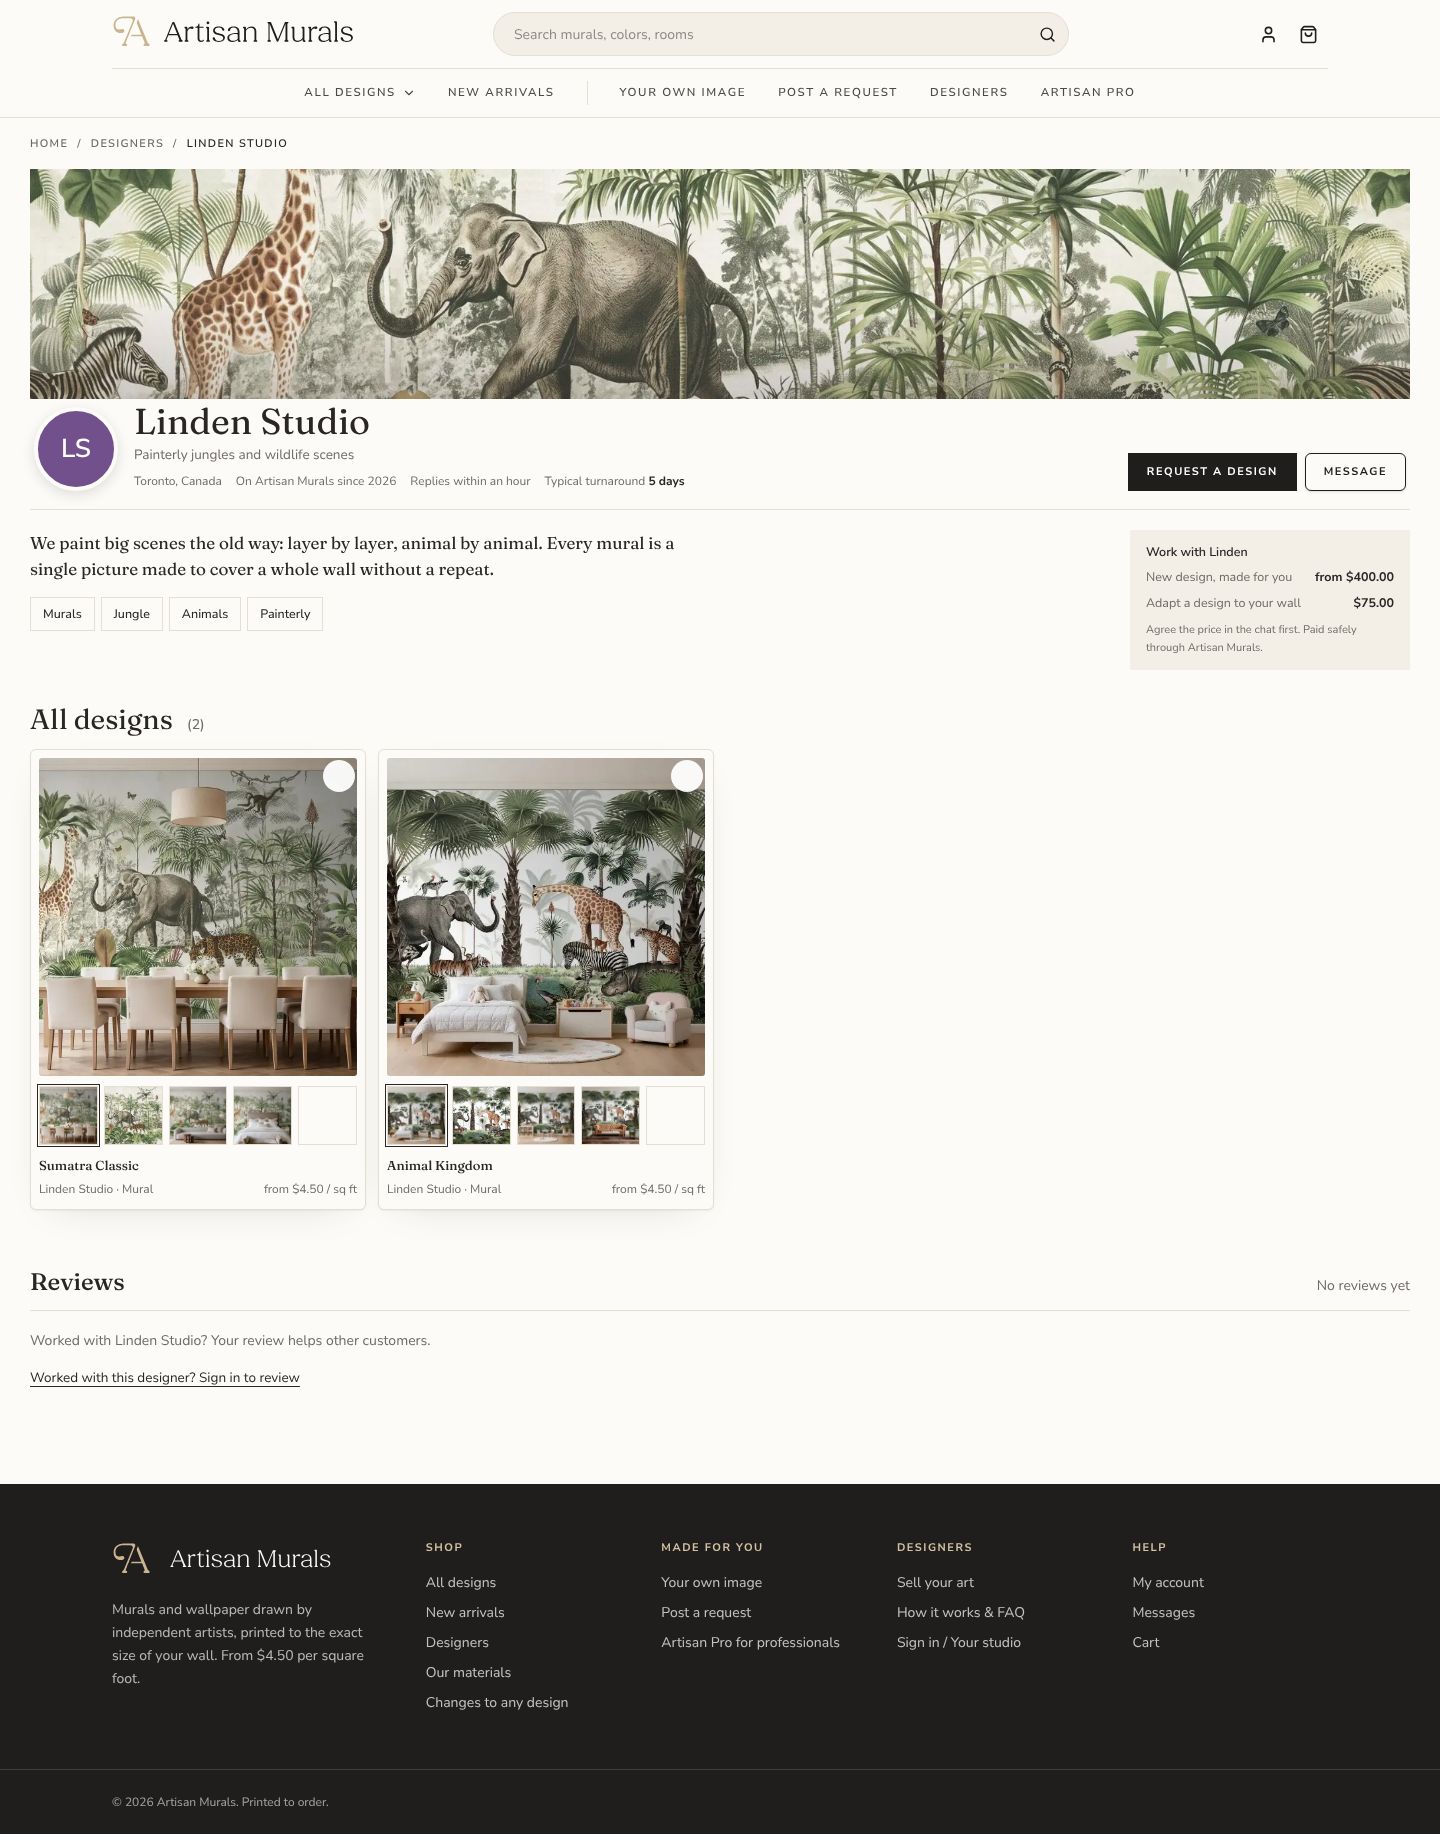 Artisan Murals
Search murals, colors, rooms
ALL DESIGNS
NEW ARRIVALS
YOUR OWN IMAGE
POST A REQUEST
DESIGNERS
ARTISAN PRO
HOME / DESIGNERS / LINDEN STUDIO
LS
Linden Studio
Painterly jungles and wildlife scenes
Toronto, Canada On Artisan Murals since 2026 Replies within an hour Typical turnaround 5 days
REQUEST A DESIGN
MESSAGE
We paint big scenes the old way: layer by layer, animal by animal. Every mural is a
single picture made to cover a whole wall without a repeat.
Murals
Jungle
Animals
Painterly
Work with Linden
New design, made for you from $400.00
Adapt a design to your wall $75.00
Agree the price in the chat first. Paid safely
through Artisan Murals.
All designs (2)
Sumatra Classic
Linden Studio · Mural from $4.50 / sq ft
Animal Kingdom
Linden Studio · Mural from $4.50 / sq ft
Reviews
No reviews yet
Worked with Linden Studio? Your review helps other customers.
Worked with this designer? Sign in to review
Artisan Murals
Murals and wallpaper drawn by
independent artists, printed to the exact
size of your wall. From $4.50 per square
foot.
SHOP
All designs
New arrivals
Designers
Our materials
Changes to any design
MADE FOR YOU
Your own image
Post a request
Artisan Pro for professionals
DESIGNERS
Sell your art
How it works & FAQ
Sign in / Your studio
HELP
My account
Messages
Cart
© 2026 Artisan Murals. Printed to order.